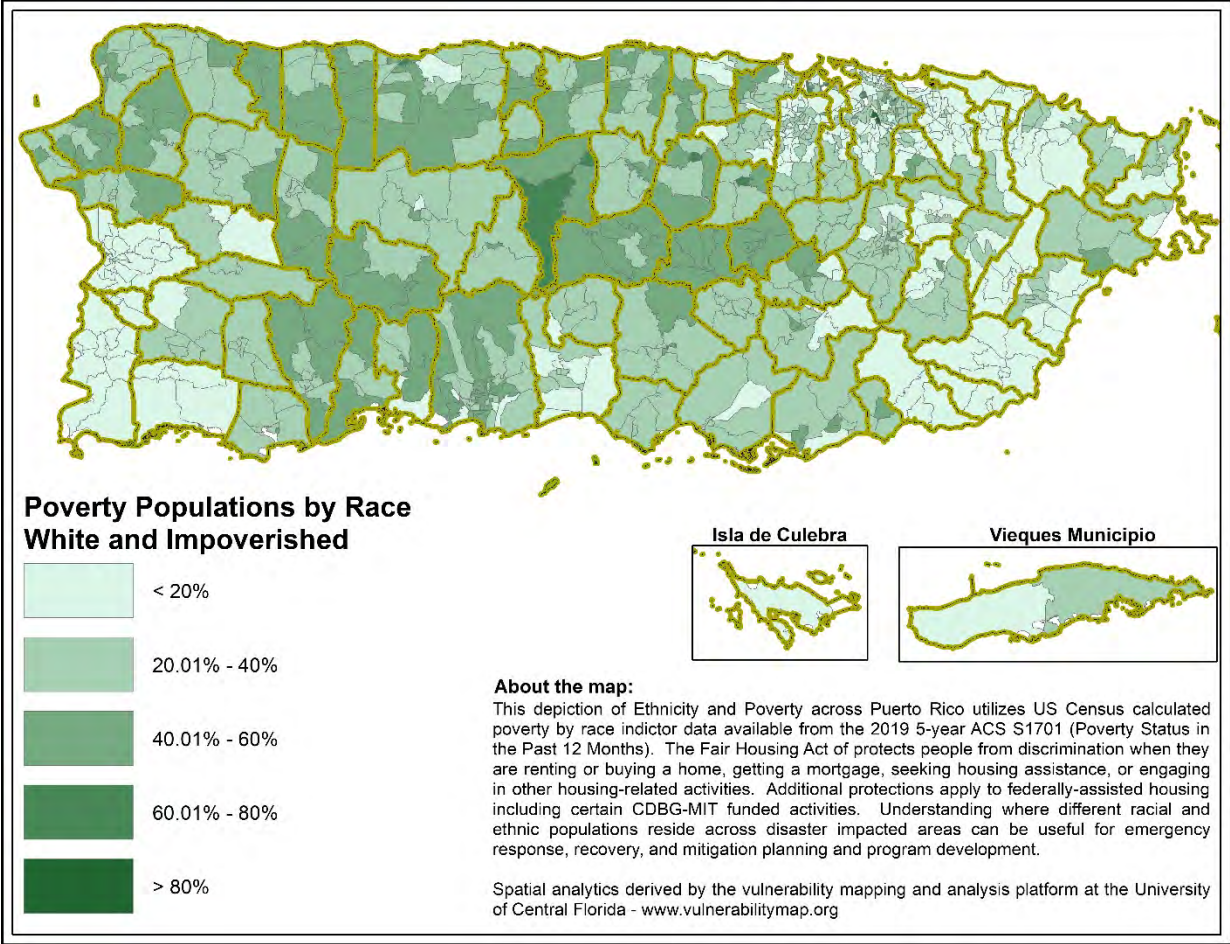 Poverty Populations by Race
White and Impoverished
< 20%
20.01% - 40%
40.01% - 60%
60.01% - 80%
> 80%
Isla de Culebra
Vieques Municipio
About the map:
This depiction of Ethnicity and Poverty across Puerto Rico utilizes US Census calculated
poverty by race indictor data available from the 2019 5-year ACS S1701 (Poverty Status in
the Past 12 Months). The Fair Housing Act of protects people from discrimination when they
are renting or buying a home, getting a mortgage, seeking housing assistance, or engaging
in other housing-related activities. Additional protections apply to federally-assisted housing
including certain CDBG-MIT funded activities. Understanding where different racial and
ethnic populations reside across disaster impacted areas can be useful for emergency
response, recovery, and mitigation planning and program development.
Spatial analytics derived by the vulnerability mapping and analysis platform at the University
of Central Florida - www.vulnerabilitymap.org